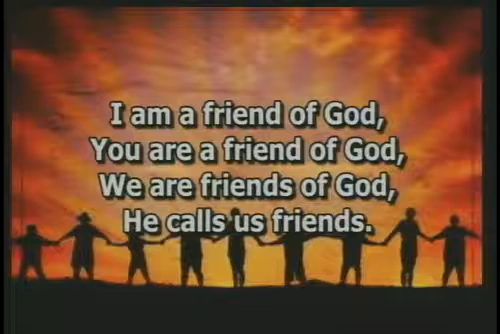 I am a friend of God,
You are a friend of God,
We are friends of God,
He calls us friends.